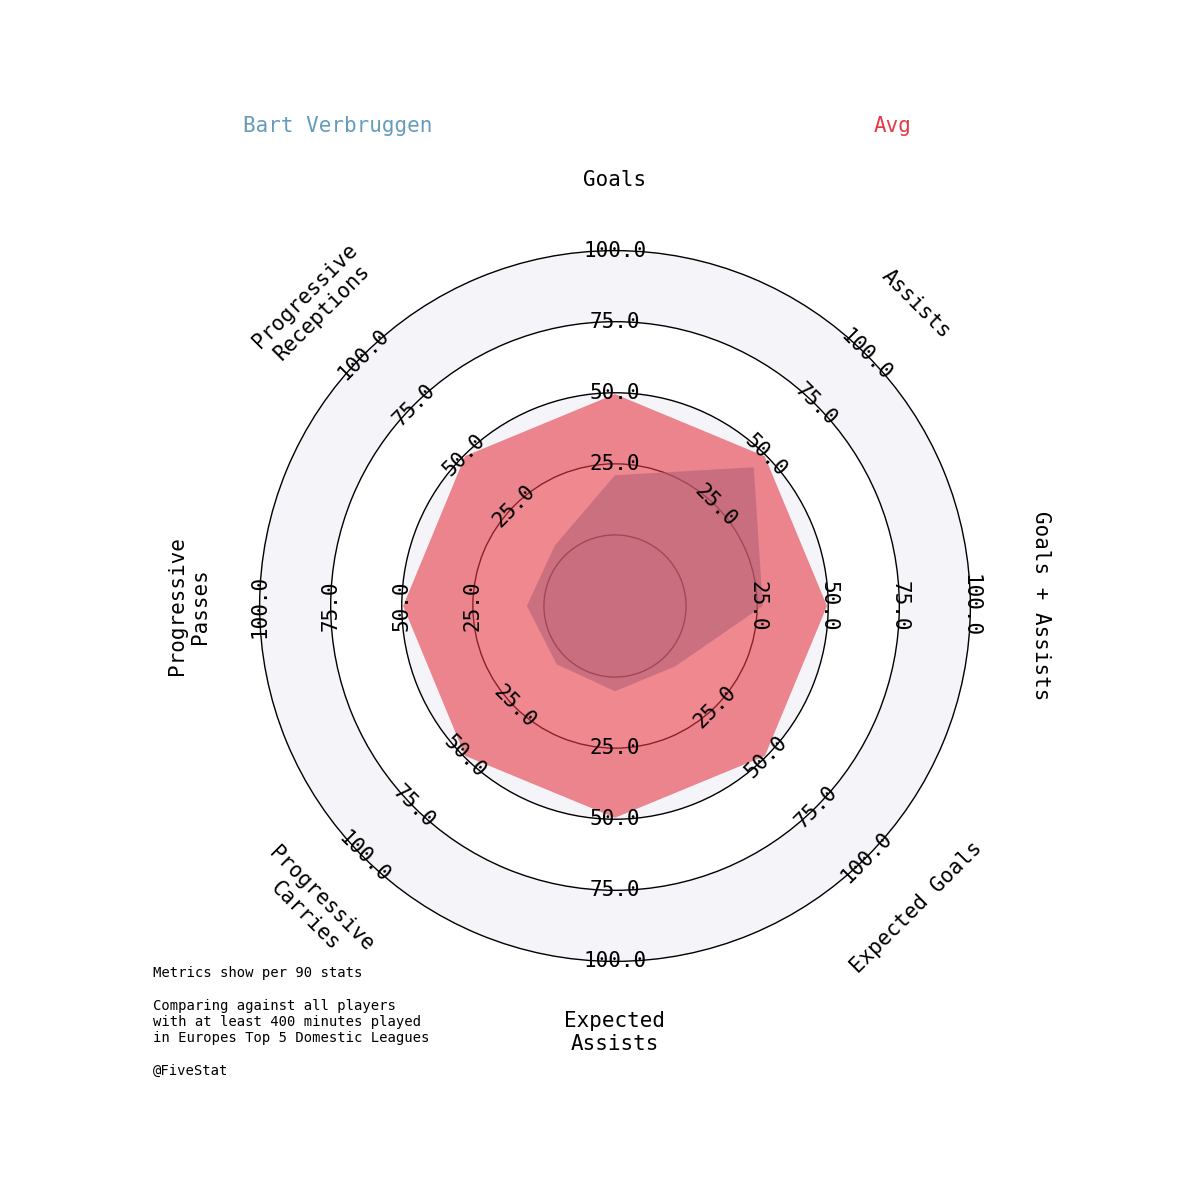 Bart Verbruggen
Avg
Goals
Assists
Goals + Assists
Expected Goals
Expected
Assists
Progressive
Carries
Progressive
Passes
Progressive
Receptions
25.0
50.0
75.0
100.0
25.0
50.0
75.0
100.0
25.0
50.0
75.0
100.0
25.0
50.0
75.0
100.0
25.0
50.0
75.0
100.0
25.0
50.0
75.0
100.0
25.0
50.0
75.0
100.0
25.0
50.0
75.0
100.0
Metrics show per 90 stats
Comparing against all players
with at least 400 minutes played
in Europes Top 5 Domestic Leagues
@FiveStat